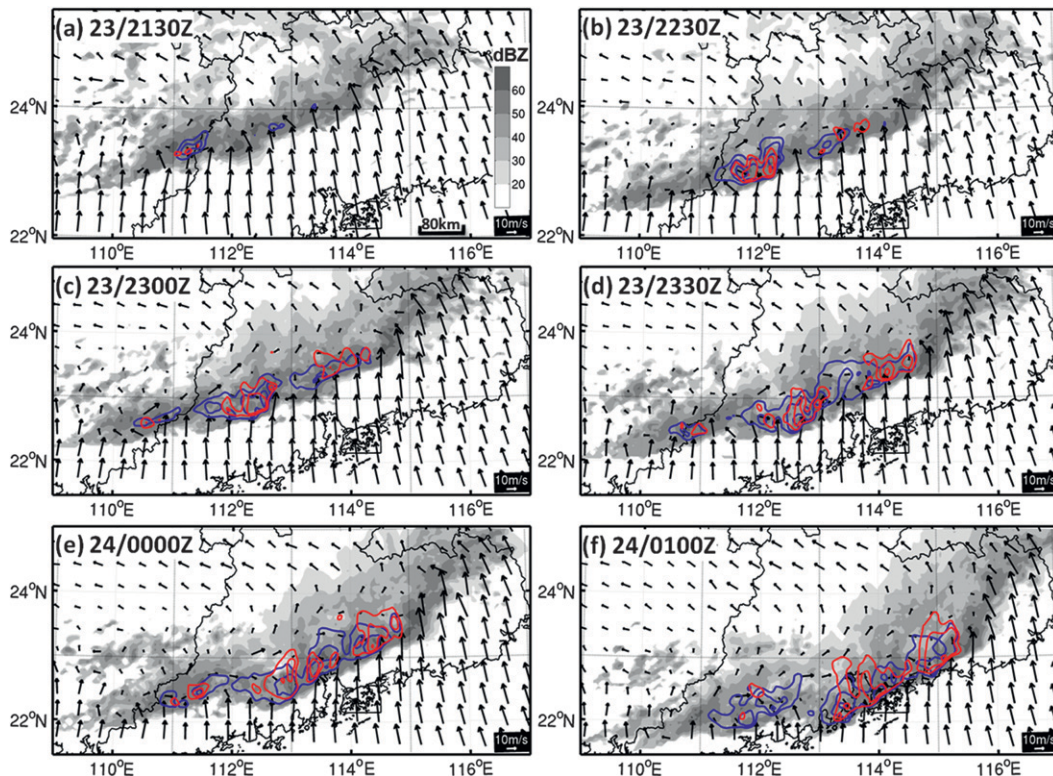 (a) 23/2130Z
dBZ
60
50
40
30
20
24°N
22°N
80km
10m/s
110°E 112°E 114°E 116°E
(b) 23/2230Z
24°N
22°N
10m/s
110°E 112°E 114°E 116°E
(c) 23/2300Z
24°N
22°N
10m/s
110°E 112°E 114°E 116°E
(d) 23/2330Z
24°N
22°N
10m/s
110°E 112°E 114°E 116°E
(e) 24/0000Z
24°N
22°N
10m/s
110°E 112°E 114°E 116°E
(f) 24/0100Z
24°N
22°N
10m/s
110°E 112°E 114°E 116°E